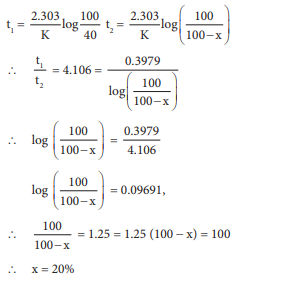 t₁ = 2.303/K log 100/40  t₂ = 2.303/K log(100/(100−x))
∴ t₁/t₂ = 4.106 = 0.3979/log(100/(100−x))
∴ log(100/(100−x)) = 0.3979/4.106
log(100/(100−x)) = 0.09691,
∴ 100/(100−x) = 1.25 = 1.25 (100 − x) = 100
∴ x = 20%